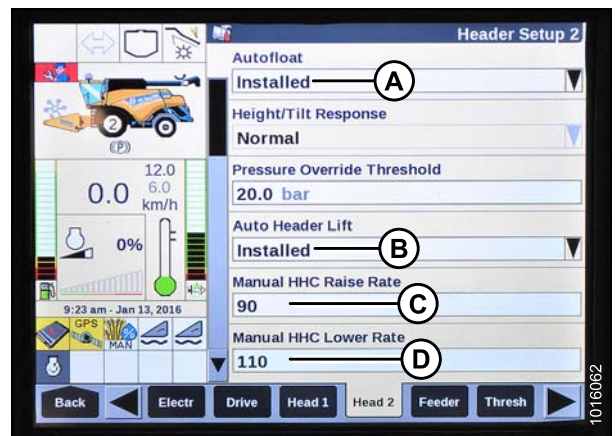 Header Setup 2
Autofloat
Installed
A
Height/Tilt Response
Normal
Pressure Override Threshold
20.0 bar
Auto Header Lift
Installed
B
Manual HHC Raise Rate
90
C
Manual HHC Lower Rate
110
D
2
(P)
12.0
0.0 6.0
km/h
0%
9:23 am - Jan 13, 2016
GPS
MAN
Back
Electr
Drive
Head 1
Head 2
Feeder
Thresh
1016062